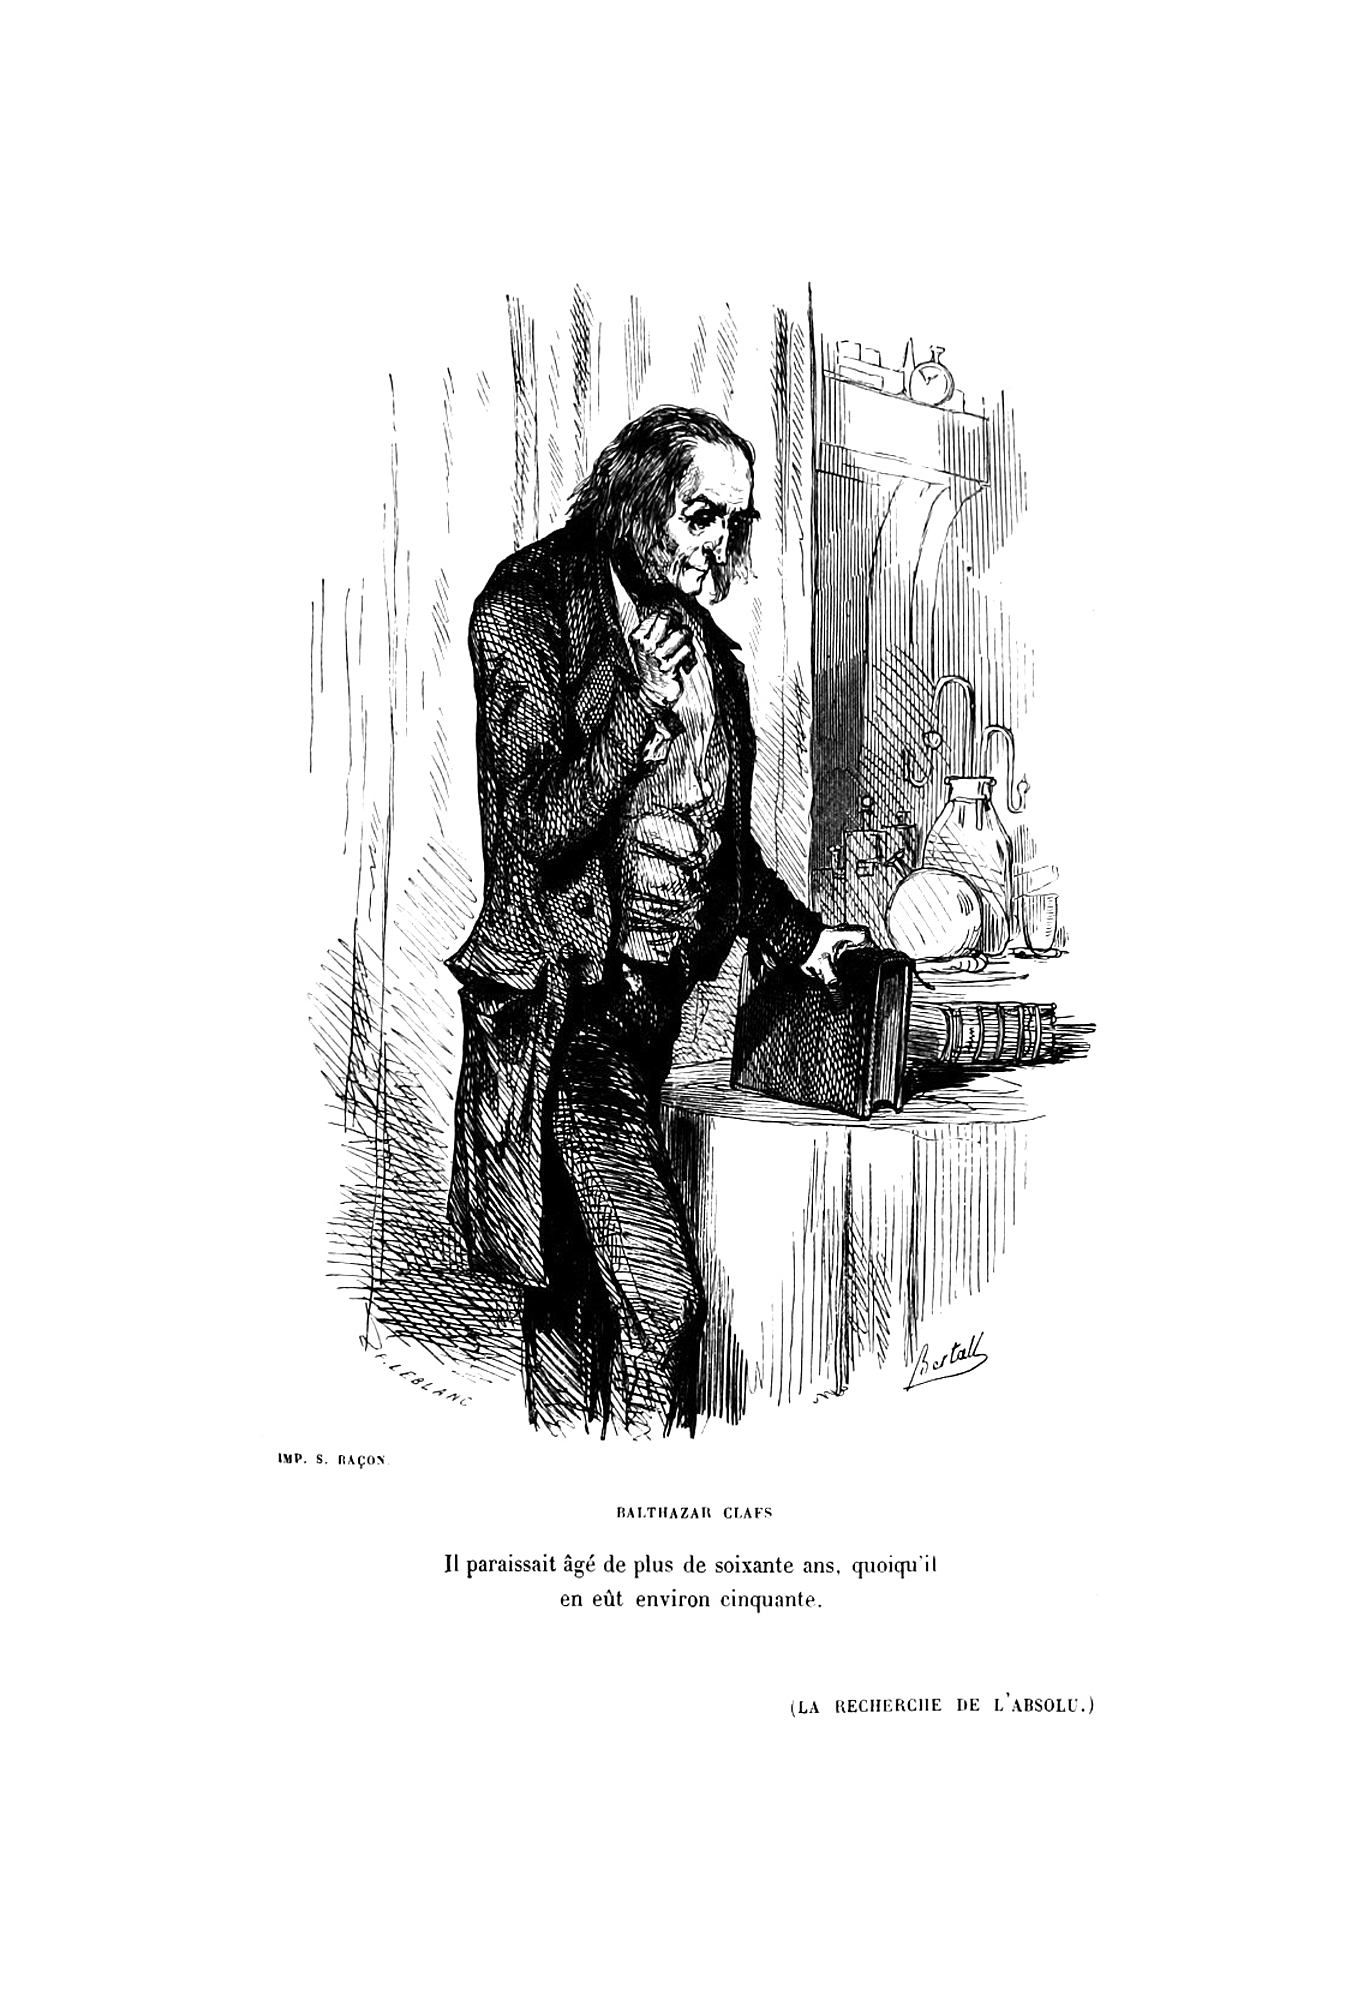 F. LEBLANC
Bertall
IMP. S. RAÇON
BALTHAZAR CLAES
Il paraissait âgé de plus de soixante ans, quoiqu'il
en eût environ cinquante.
(LA RECHERCHE DE L'ABSOLU.)